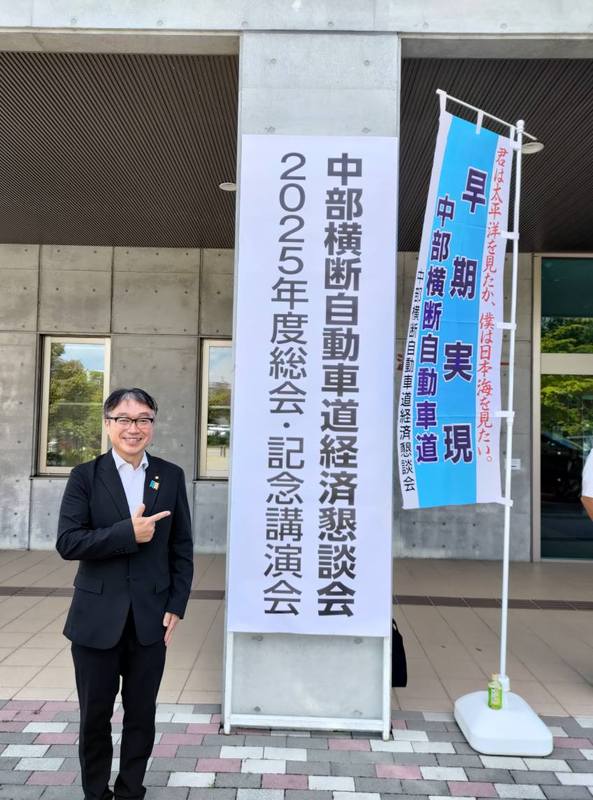 中部横断自動車道経済懇談会
2025年度総会・記念講演会
君は太平洋を見たか、僕は日本海を見たい。
早期実現
中部横断自動車道
中部横断自動車道経済懇談会